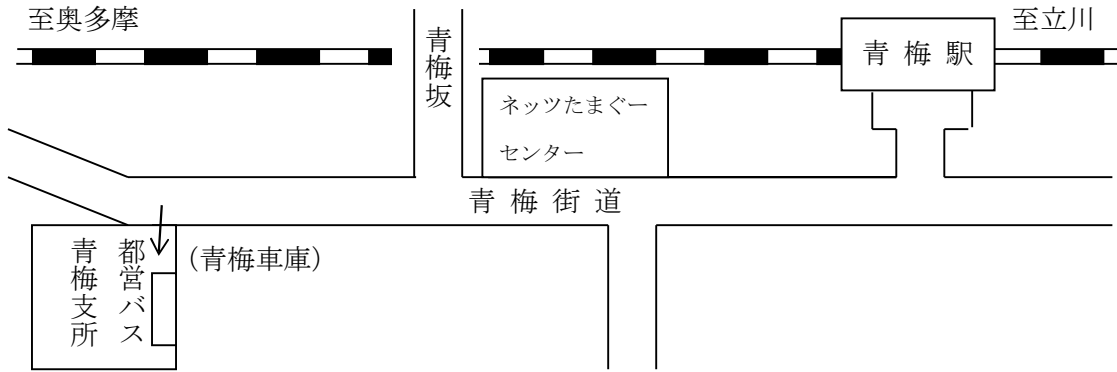 至奥多摩
至立川
青梅坂
青梅駅
ネッツたまぐー
センター
青梅街道
(青梅車庫)
都営バス
青梅支所